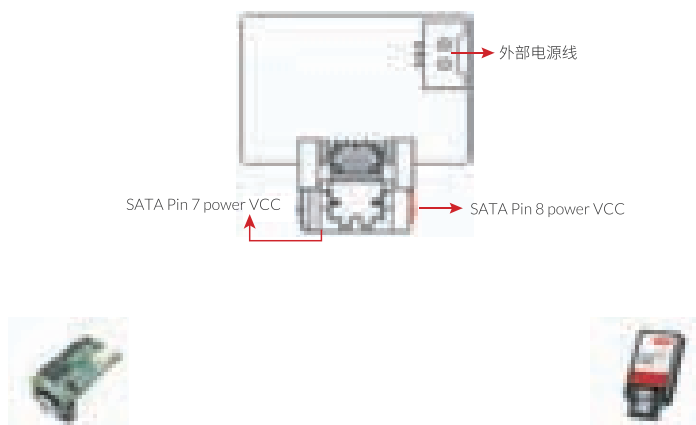 外部电源线
SATA Pin 7 power VCC
SATA Pin 8 power VCC